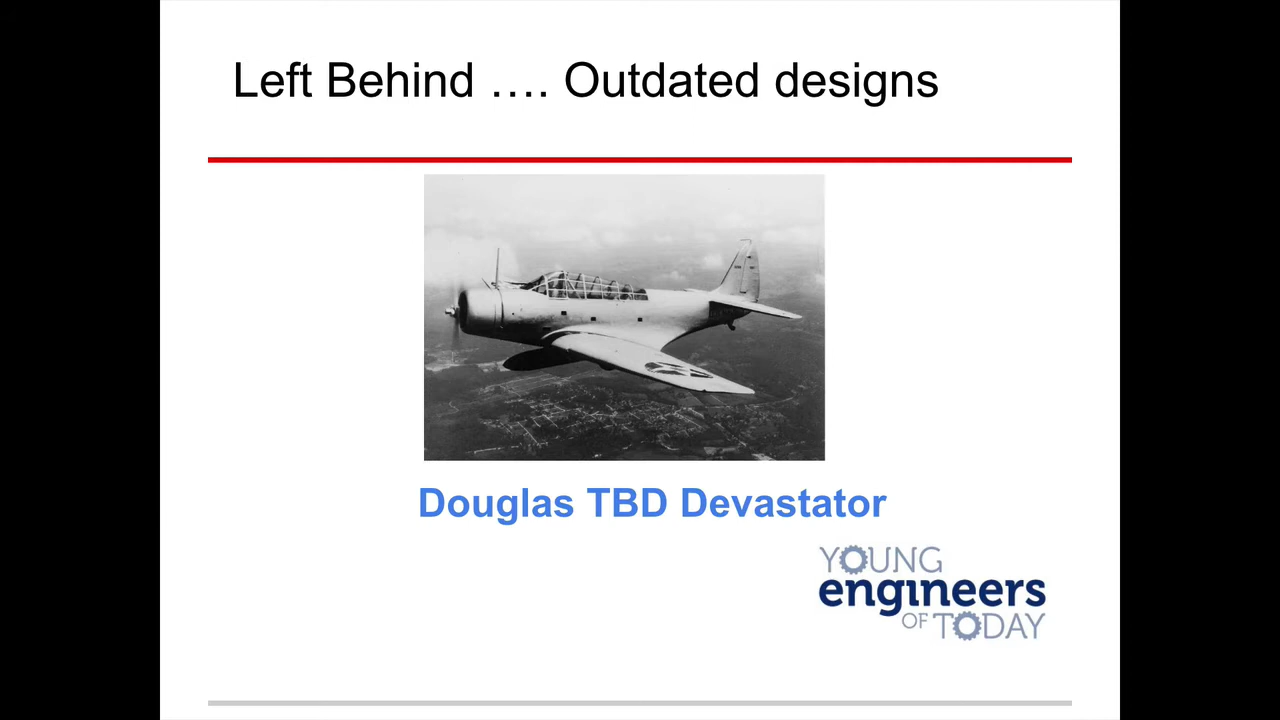 Left Behind …. Outdated designs
Douglas TBD Devastator
YOUNG
engineers
OF TODAY